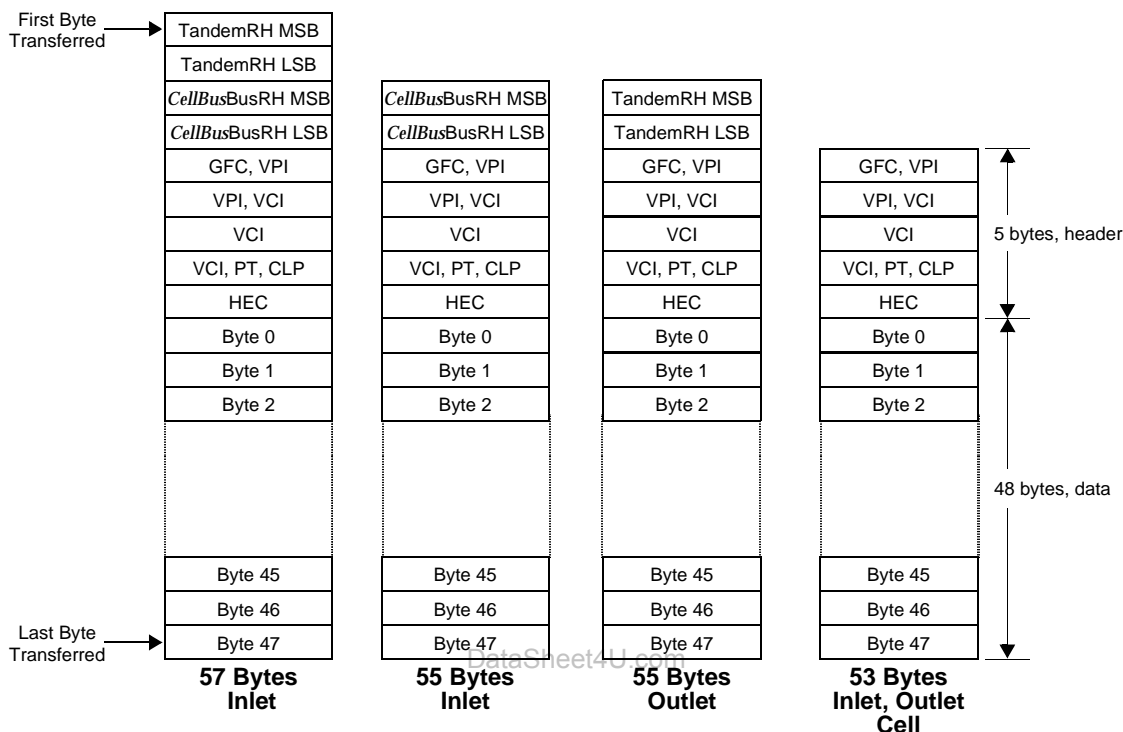 First Byte
Transferred
TandemRH MSB
TandemRH LSB
CellBusBusRH MSB
CellBusBusRH LSB
GFC, VPI
VPI, VCI
VCI
VCI, PT, CLP
HEC
Byte 0
Byte 1
Byte 2
Byte 45
Byte 46
Last Byte
Transferred
Byte 47
57 Bytes
Inlet
CellBusBusRH MSB
CellBusBusRH LSB
GFC, VPI
VPI, VCI
VCI
VCI, PT, CLP
HEC
Byte 0
Byte 1
Byte 2
Byte 45
Byte 46
Byte 47
55 Bytes
Inlet
TandemRH MSB
TandemRH LSB
GFC, VPI
VPI, VCI
VCI
VCI, PT, CLP
HEC
Byte 0
Byte 1
Byte 2
Byte 45
Byte 46
Byte 47
55 Bytes
Outlet
GFC, VPI
VPI, VCI
VCI
VCI, PT, CLP
HEC
Byte 0
Byte 1
Byte 2
Byte 45
Byte 46
Byte 47
53 Bytes
Inlet, Outlet
Cell
5 bytes, header
48 bytes, data
DataSheet4U.com